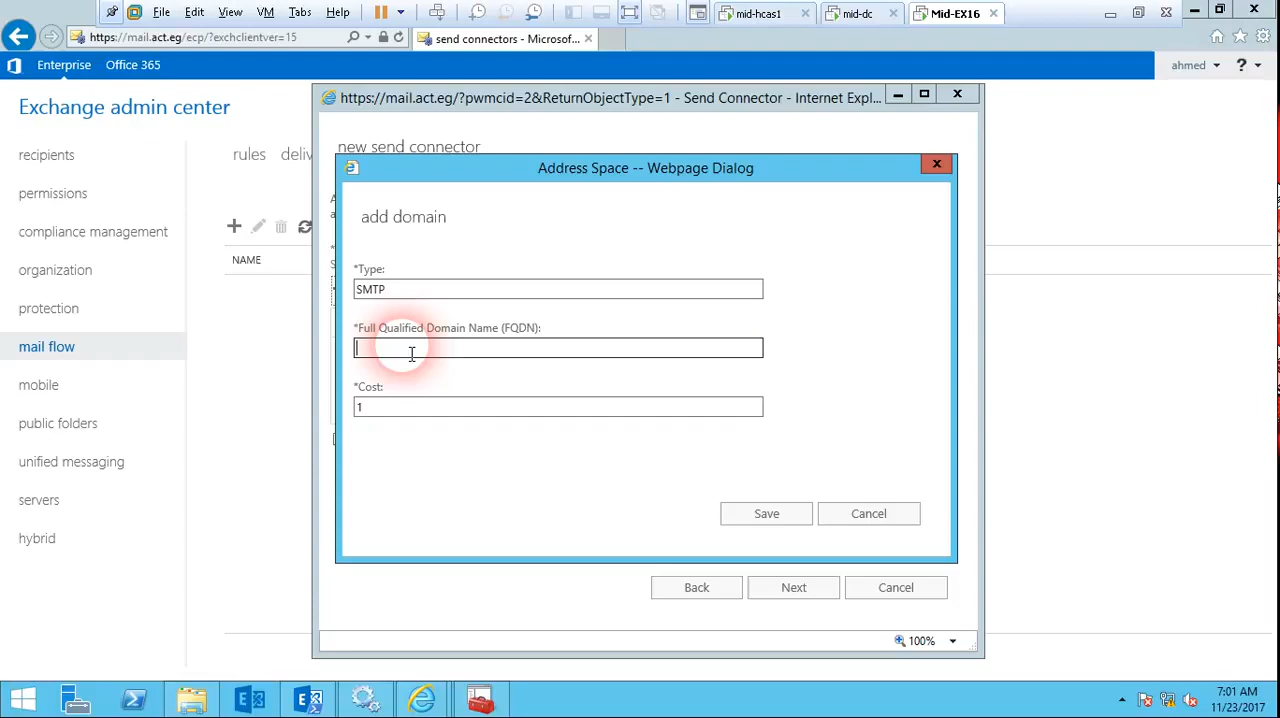 File Edit View VM Tabs Help mid-hcas1 mid-dc Mid-EX16
https://mail.act.eg/ecp/?exchclientver=15 send connectors - Microsof...
Enterprise Office 365 ahmed ?
Exchange admin center
https://mail.act.eg/?pwmcid=2&ReturnObjectType=1 - Send Connector - Internet Expl...
recipients
permissions
compliance management
organization
protection
mail flow
mobile
public folders
unified messaging
servers
hybrid
rules deliv
NAME
new send connector
Address Space -- Webpage Dialog
add domain
*Type:
SMTP
*Full Qualified Domain Name (FQDN):
*Cost:
1
Save Cancel
Back Next Cancel
100%
7:01 AM
11/23/2017